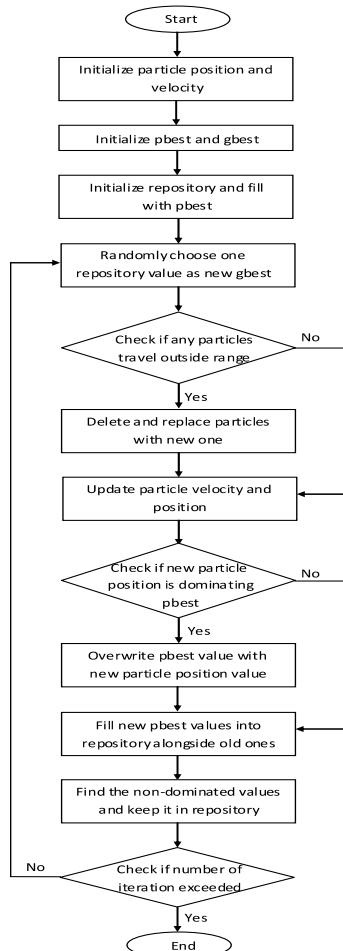 Start
Initialize particle position and
velocity
Initialize pbest and gbest
Initialize repository and fill
with pbest
Randomly choose one
repository value as new gbest
Check if any particles
travel outside range
No
Yes
Delete and replace particles
with new one
Update particle velocity and
position
Check if new particle
position is dominating
pbest
No
Yes
Overwrite pbest value with
new particle position value
Fill new pbest values into
repository alongside old ones
Find the non-dominated values
and keep it in repository
No
Check if number of
iteration exceeded
Yes
End